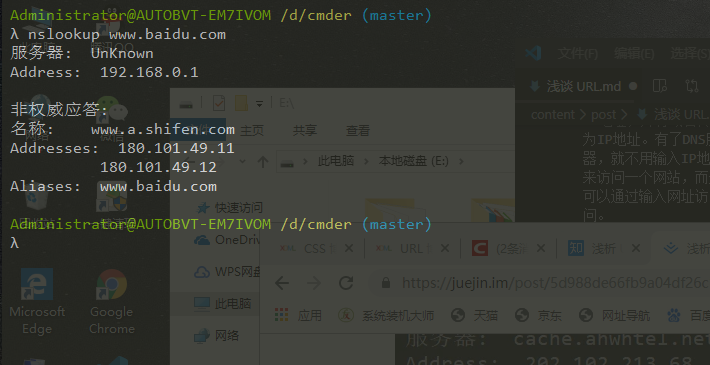 Administrator@AUTOBVT-EM7IVOM /d/cmder (master)
λ nslookup www.baidu.com
服务器:  UnKnown
Address:  192.168.0.1
非权威应答:
名称:    www.a.shifen.com
Addresses:  180.101.49.11
180.101.49.12
Aliases:  www.baidu.com
Administrator@AUTOBVT-EM7IVOM /d/cmder (master)
λ
文件(F) 编辑(E) 选择(S)
浅谈 URL.md
content › post › 浅谈 UR
为IP地址。有了DNS
器，就不用输入IP地
来访问一个网站，而
可以通过输入网址访
问。
E:\
主页 共享 查看
此电脑 › 本地磁盘 (E:) ›
快速访问
OneDriv
WPS网盘
此电脑
网络
Microsoft Edge
Google Chrome
CSS
URL
(2条消
知 浅析
浅析
https://juejin.im/post/5d988de66fb9a04df26c
应用 系统装机大师 天猫 京东 网址导航 百度
服务器:  cache.ahwhtel.net
Address:  202.102.213.68